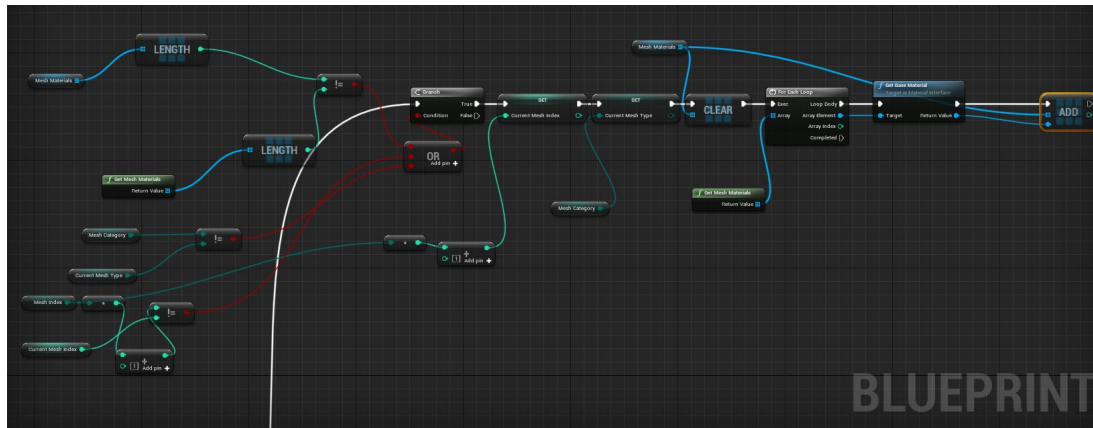 LENGTH
Mesh Materials
!=
LENGTH
Get Mesh Materials
Return Value
Mesh Category
!=
Current Mesh Type
Mesh Index
!=
Current Mesh Index
[1]
+
Add pin +
OR
Add pin +
Branch
True
Condition
False
SET
Current Mesh Index
SET
Current Mesh Type
Mesh Category
[1]
+
Add pin +
Mesh Materials
CLEAR
For Each Loop
Exec
Loop Body
Array
Array Element
Array Index
Completed
Get Mesh Materials
Return Value
f Get Base Material
Target is Material Interface
Target
Return Value
ADD
BLUEPRINT